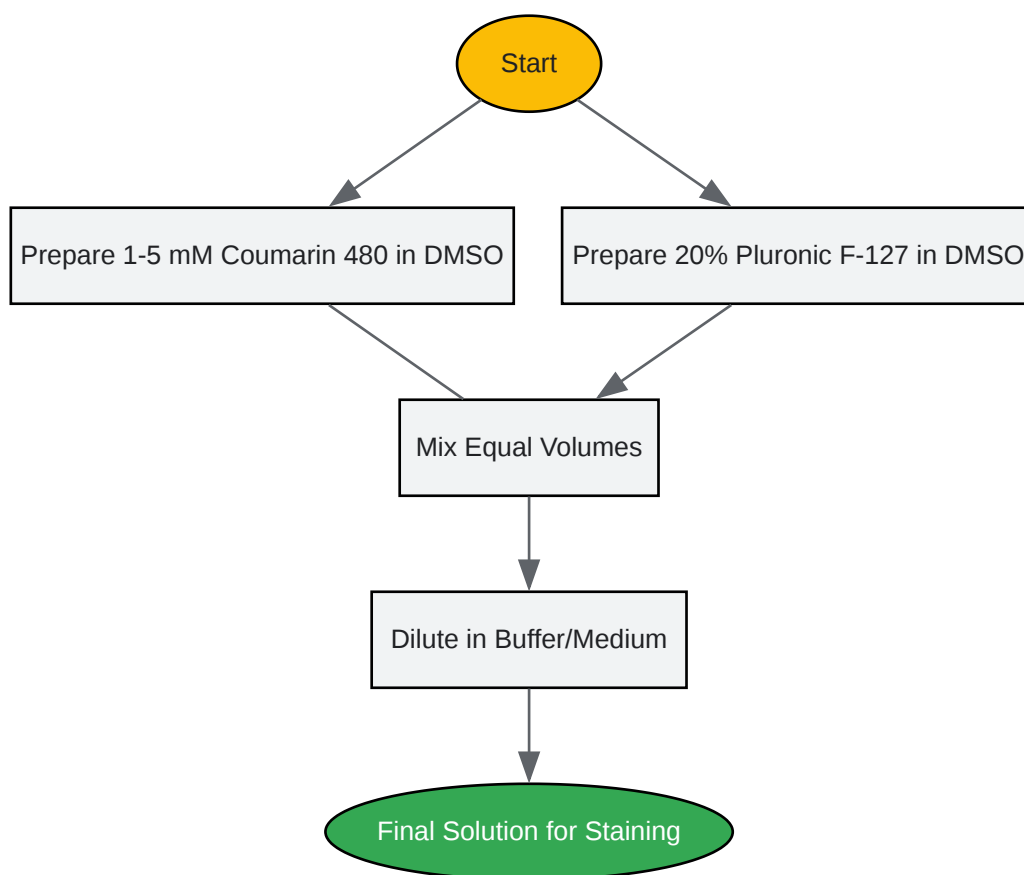 Start
Prepare 1-5 mM Coumarin 480 in DMSO
Prepare 20% Pluronic F-127 in DMSO
Mix Equal Volumes
Dilute in Buffer/Medium
Final Solution for Staining